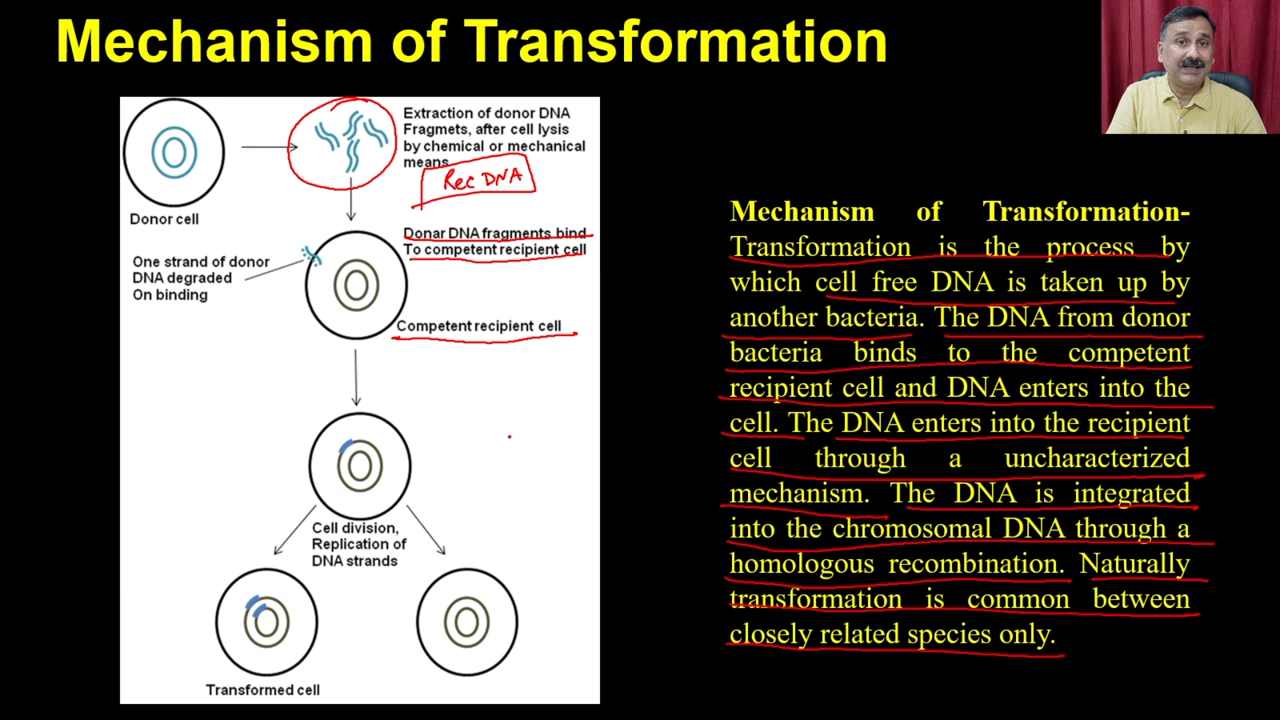 Mechanism of Transformation
Extraction of donor DNA
Fragmets, after cell lysis
by chemical or mechanical
means
Rec DNA
Donor cell
Donar DNA fragments bind
To competent recipient cell
One strand of donor
DNA degraded
On binding
Competent recipient cell
Cell division,
Replication of
DNA strands
Transformed cell
Mechanism of Transformation-
Transformation is the process by
which cell free DNA is taken up by
another bacteria. The DNA from donor
bacteria binds to the competent
recipient cell and DNA enters into the
cell. The DNA enters into the recipient
cell through a uncharacterized
mechanism. The DNA is integrated
into the chromosomal DNA through a
homologous recombination. Naturally
transformation is common between
closely related species only.